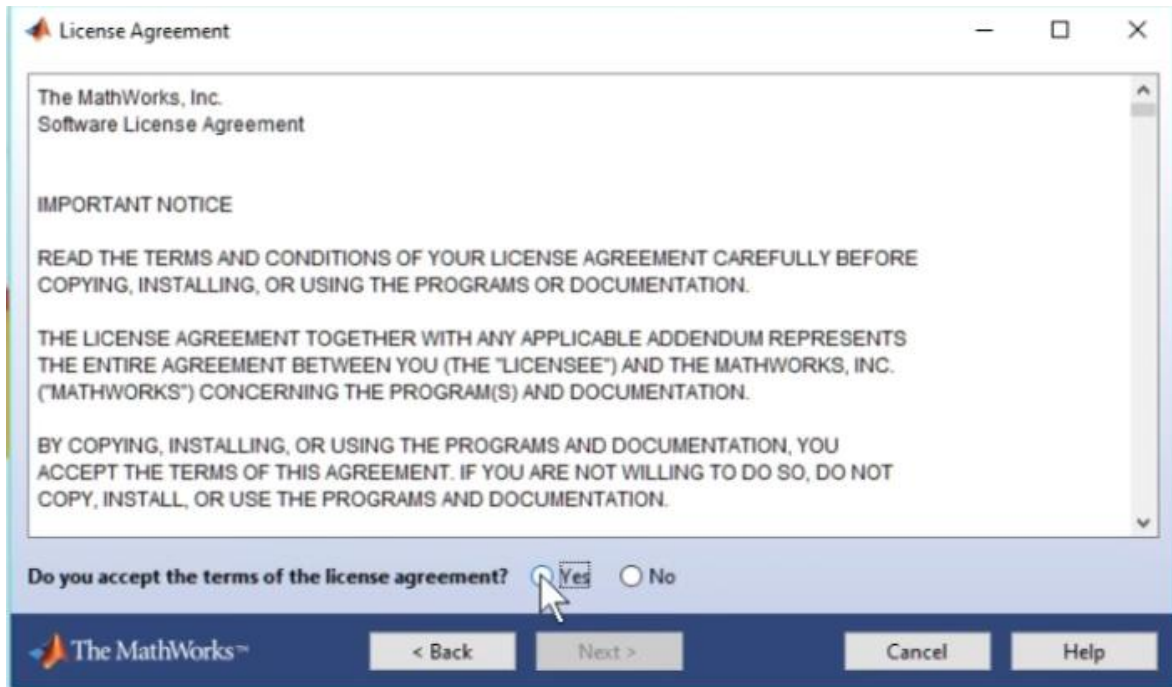 License Agreement
The MathWorks, Inc.
Software License Agreement
IMPORTANT NOTICE
READ THE TERMS AND CONDITIONS OF YOUR LICENSE AGREEMENT CAREFULLY BEFORE
COPYING, INSTALLING, OR USING THE PROGRAMS OR DOCUMENTATION.
THE LICENSE AGREEMENT TOGETHER WITH ANY APPLICABLE ADDENDUM REPRESENTS
THE ENTIRE AGREEMENT BETWEEN YOU (THE "LICENSEE") AND THE MATHWORKS, INC.
("MATHWORKS") CONCERNING THE PROGRAM(S) AND DOCUMENTATION.
BY COPYING, INSTALLING, OR USING THE PROGRAMS AND DOCUMENTATION, YOU
ACCEPT THE TERMS OF THIS AGREEMENT. IF YOU ARE NOT WILLING TO DO SO, DO NOT
COPY, INSTALL, OR USE THE PROGRAMS AND DOCUMENTATION.
Do you accept the terms of the license agreement? Yes No
The MathWorks™ < Back Next > Cancel Help